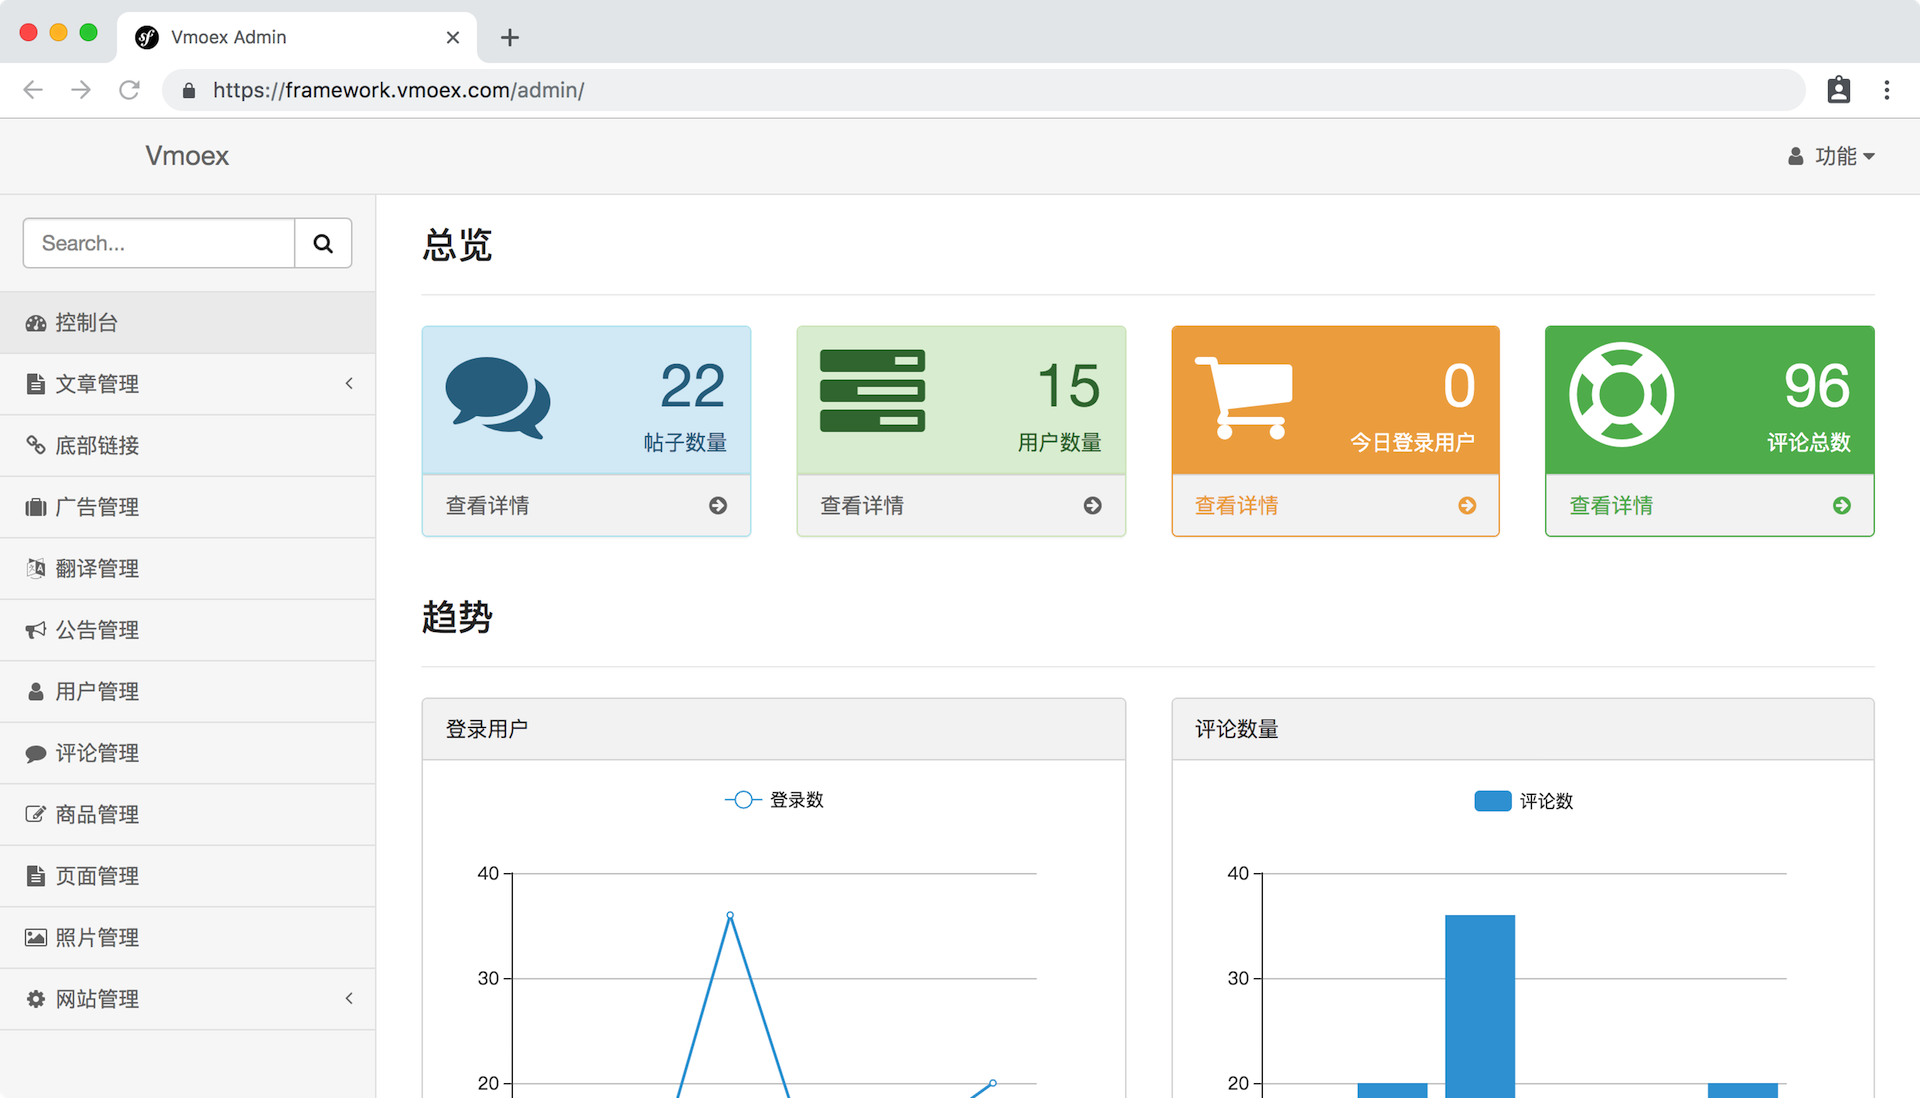 Vmoex Admin
https://framework.vmoex.com/admin/
Vmoex
功能
Search...
控制台
文章管理
底部链接
广告管理
翻译管理
公告管理
用户管理
评论管理
商品管理
页面管理
照片管理
网站管理
总览
22
帖子数量
查看详情
15
用户数量
查看详情
0
今日登录用户
查看详情
96
评论总数
查看详情
趋势
登录用户
登录数
40
30
20
评论数量
评论数
40
30
20